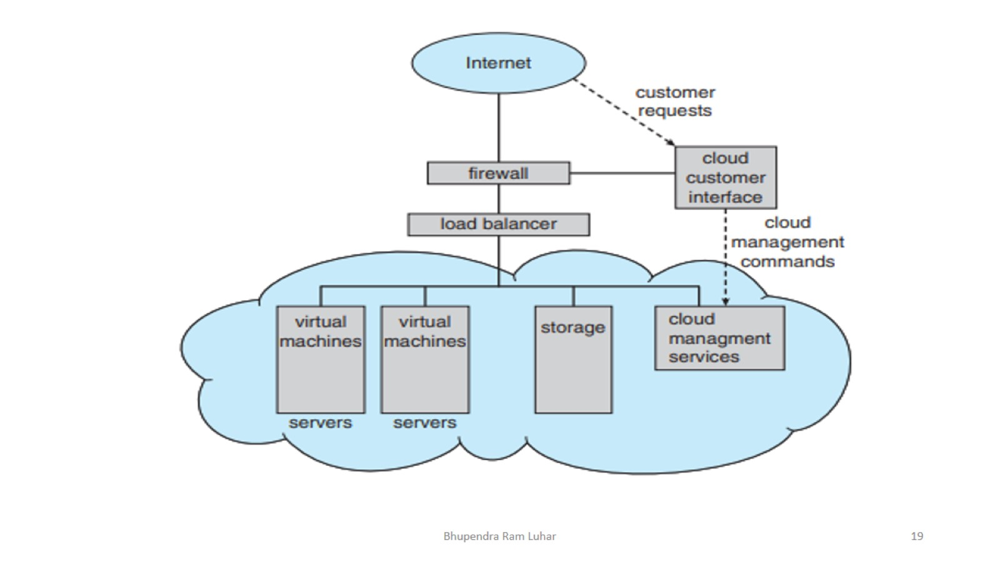 Internet
customer
requests
cloud
customer
interface
firewall
load balancer
cloud
management
commands
virtual
machines
virtual
machines
storage
cloud
managment
services
servers
servers
Bhupendra Ram Luhar
19